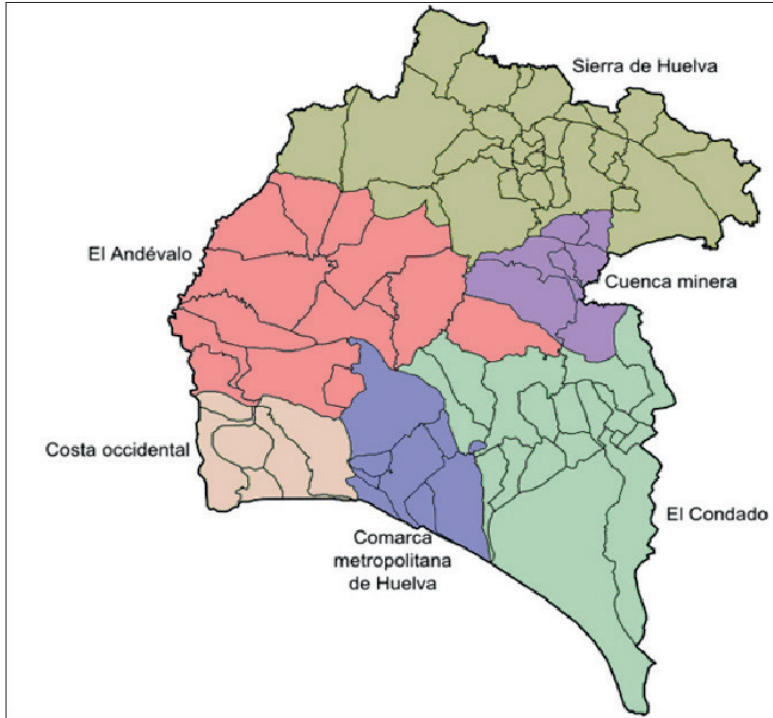 Sierra de Huelva
El Andévalo
Cuenca minera
Costa occidental
El Condado
Comarca
metropolitana
de Huelva